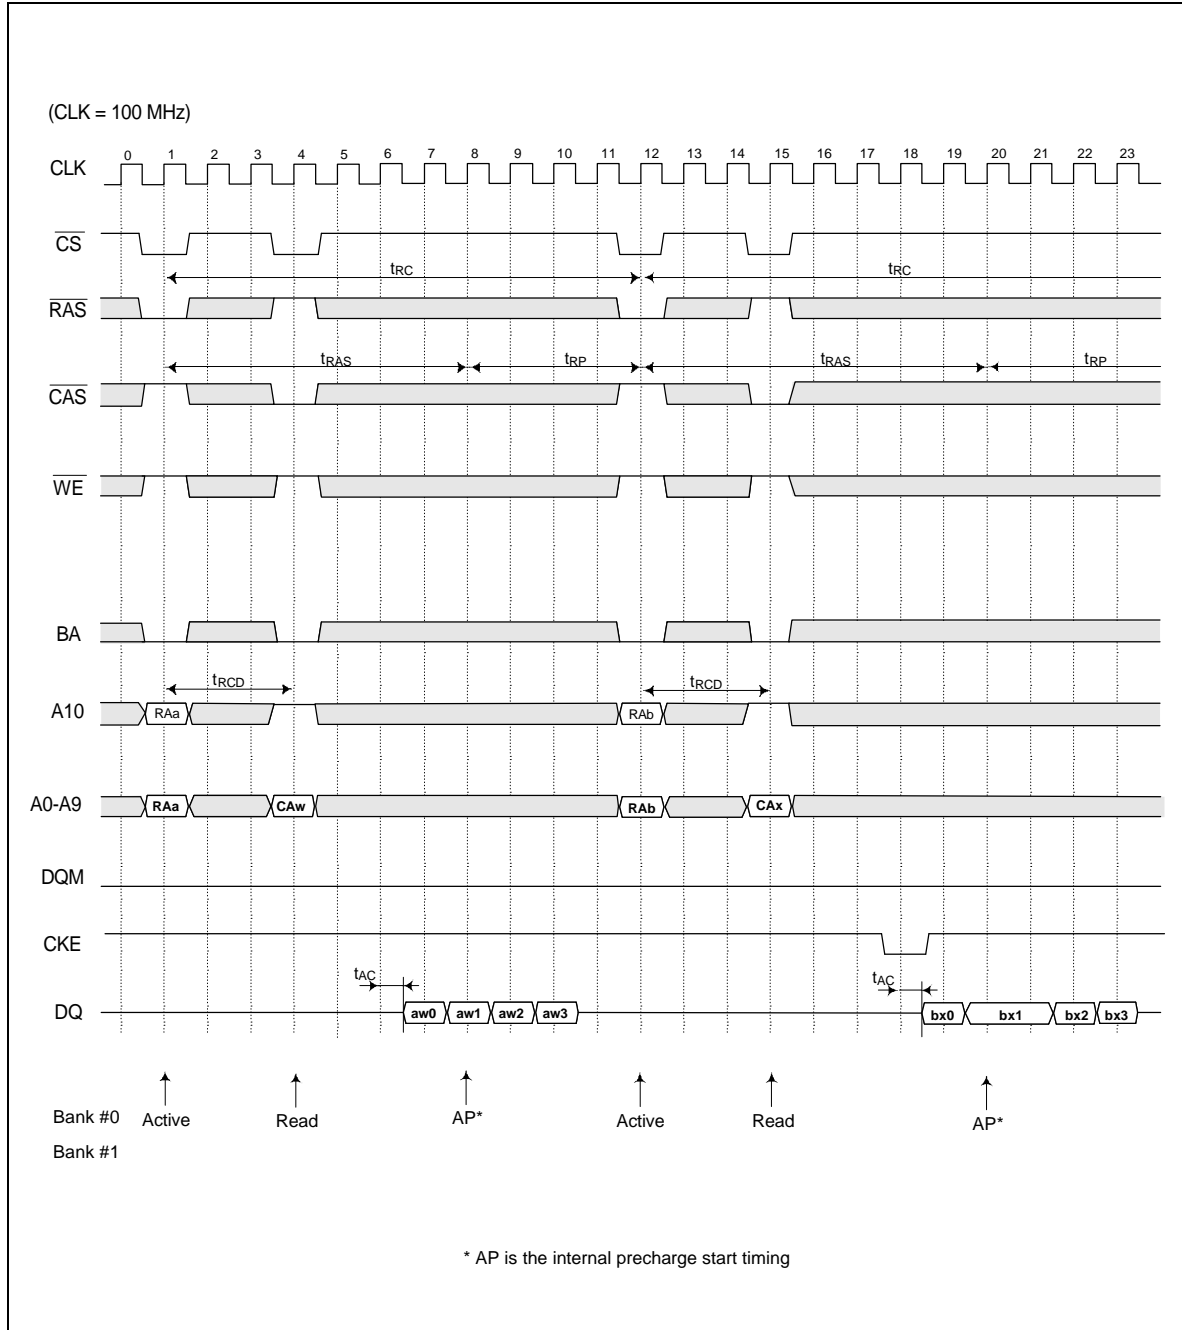 (CLK = 100 MHz)
0 1 2 3 4 5 6 7 8 9 10 11 12 13 14 15 16 17 18 19 20 21 22 23
CLK
CS
tRC tRC
RAS
tRAS tRP tRAS tRP
CAS
WE
BA
tRCD tRCD
A10 RAa RAb
A0-A9 RAa CAw RAb CAx
DQM
CKE
tAC tAC
DQ aw0 aw1 aw2 aw3 bx0 bx1 bx2 bx3
Bank #0 Active Read AP* Active Read AP*
Bank #1
* AP is the internal precharge start timing